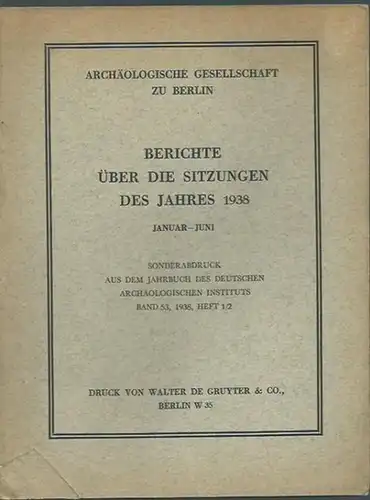 ARCHÄOLOGISCHE GESELLSCHAFT
ZU BERLIN
BERICHTE
ÜBER DIE SITZUNGEN
DES JAHRES 1938
JANUAR–JUNI
SONDERABDRUCK
AUS DEM JAHRBUCH DES DEUTSCHEN
ARCHÄOLOGISCHEN INSTITUTS
BAND 53, 1938, HEFT 1/2
DRUCK VON WALTER DE GRUYTER & CO.,
BERLIN W 35